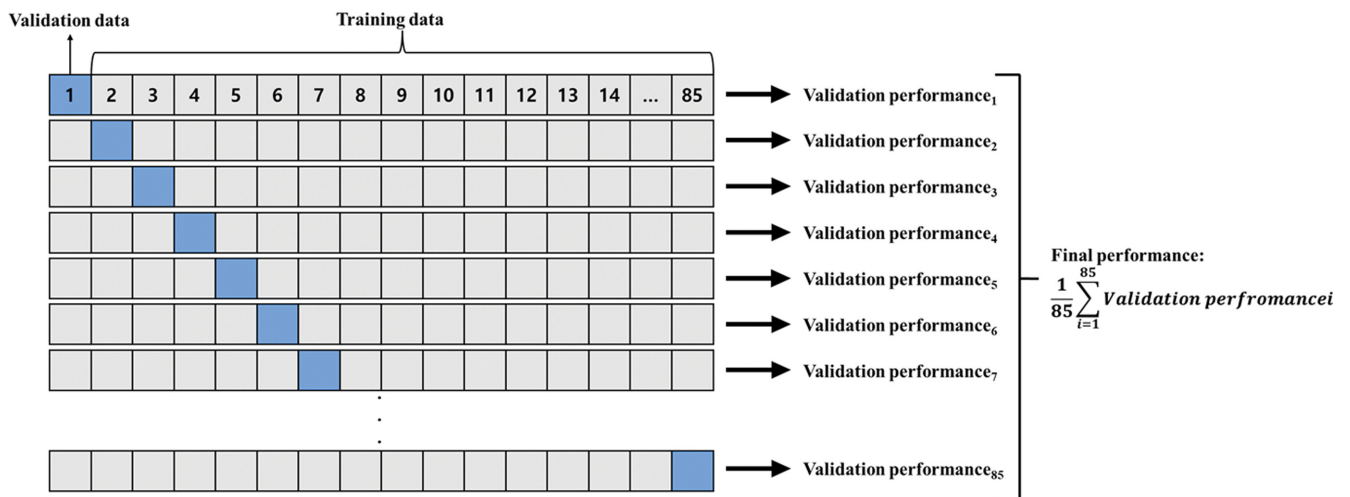 Validation data
Training data
1 2 3 4 5 6 7 8 9 10 11 12 13 14 ... 85
Validation performance₁
Validation performance₂
Validation performance₃
Validation performance₄
Validation performance₅
Validation performance₆
Validation performance₇
Validation performance₈₅
Final performance:
85
1/85 ∑ Validation perfromancei
i=1